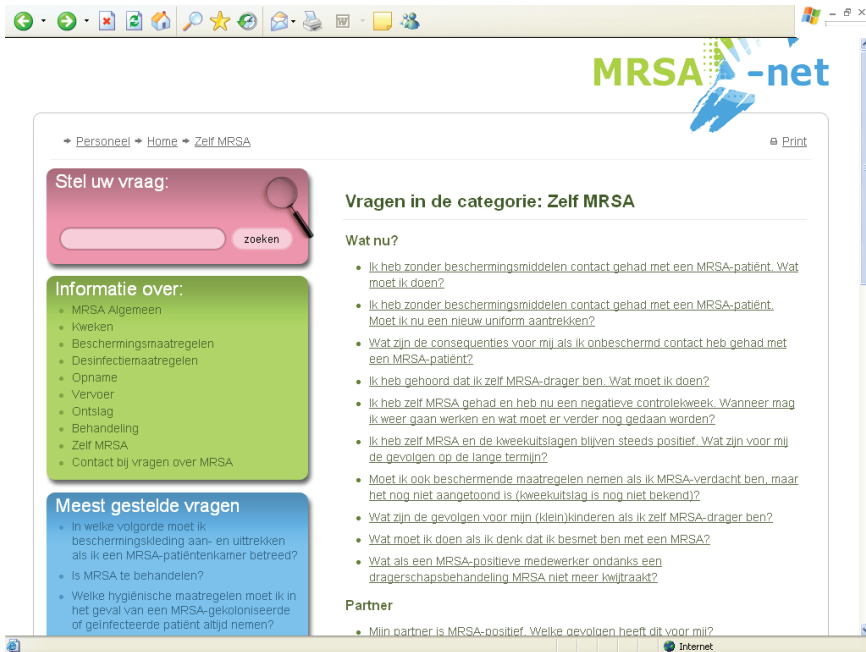 MRSA -net
Personeel Home Zelf MRSA
Print
Stel uw vraag:
zoeken
Informatie over:
MRSA Algemeen
Kweken
Beschermingsmaatregelen
Desinfectiemaatregelen
Opname
Vervoer
Ontslag
Behandeling
Zelf MRSA
Contact bij vragen over MRSA
Meest gestelde vragen
In welke volgorde moet ik
beschermingskleding aan- en uittrekken
als ik een MRSA-patiëntenkamer betreed?
Is MRSA te behandelen?
Welke hygiënische maatregelen moet ik in
het geval van een MRSA-gekoloniseerde
of geïnfecteerde patiënt altijd nemen?
Vragen in de categorie: Zelf MRSA
Wat nu?
Ik heb zonder beschermingsmiddelen contact gehad met een MRSA-patiënt. Wat
moet ik doen?
Ik heb zonder beschermingsmiddelen contact gehad met een MRSA-patiënt.
Moet ik nu een nieuw uniform aantrekken?
Wat zijn de consequenties voor mij als ik onbeschermd contact heb gehad met
een MRSA-patiënt?
Ik heb gehoord dat ik zelf MRSA-drager ben. Wat moet ik doen?
Ik heb zelf MRSA gehad en heb nu een negatieve controlekweek. Wanneer mag
ik weer gaan werken en wat moet er verder nog gedaan worden?
Ik heb zelf MRSA en de kweekuitslagen blijven steeds positief. Wat zijn voor mij
de gevolgen op de lange termijn?
Moet ik ook beschermende maatregelen nemen als ik MRSA-verdacht ben, maar
het nog niet aangetoond is (kweekuitslag is nog niet bekend)?
Wat zijn de gevolgen voor mijn (klein)kinderen als ik zelf MRSA-drager ben?
Wat moet ik doen als ik denk dat ik besmet ben met een MRSA?
Wat als een MRSA-positieve medewerker ondanks een
dragerschapsbehandeling MRSA niet meer kwijtraakt?
Partner
Mijn partner is MRSA-positief. Welke gevolgen heeft dit voor mij?
Internet